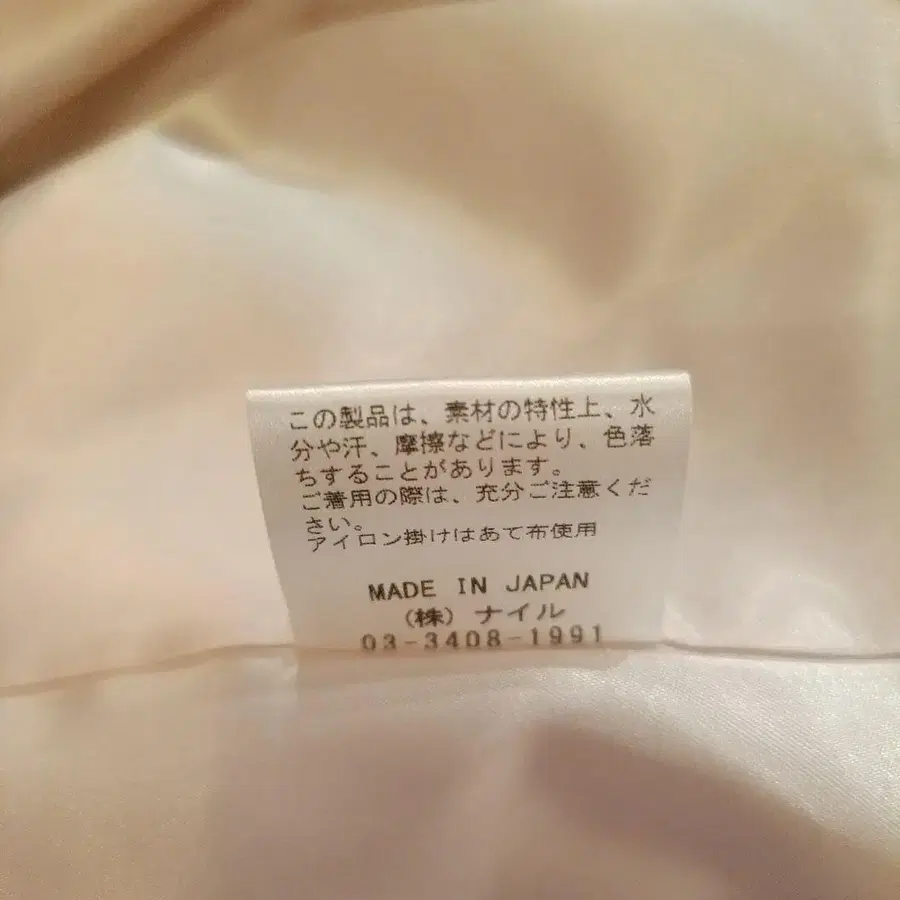 この製品は、素材の特性上、水
分や汗、摩擦などにより、色落
ちすることがあります。
ご着用の際は、充分ご注意くだ
さい。
アイロン掛けはあて布使用
MADE IN JAPAN
(株) ナイル
03-3408-1991